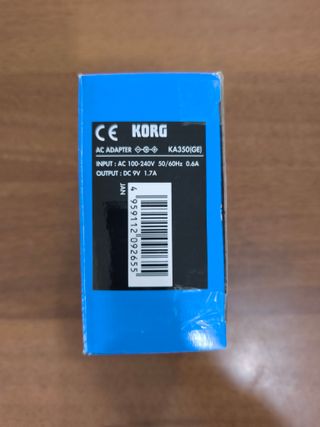 CE KORG
AC ADAPTER KA350(GE)
INPUT : AC 100-240V 50/60Hz 0.6A
OUTPUT : DC 9V 1.7A
JAN
4 959112 092655